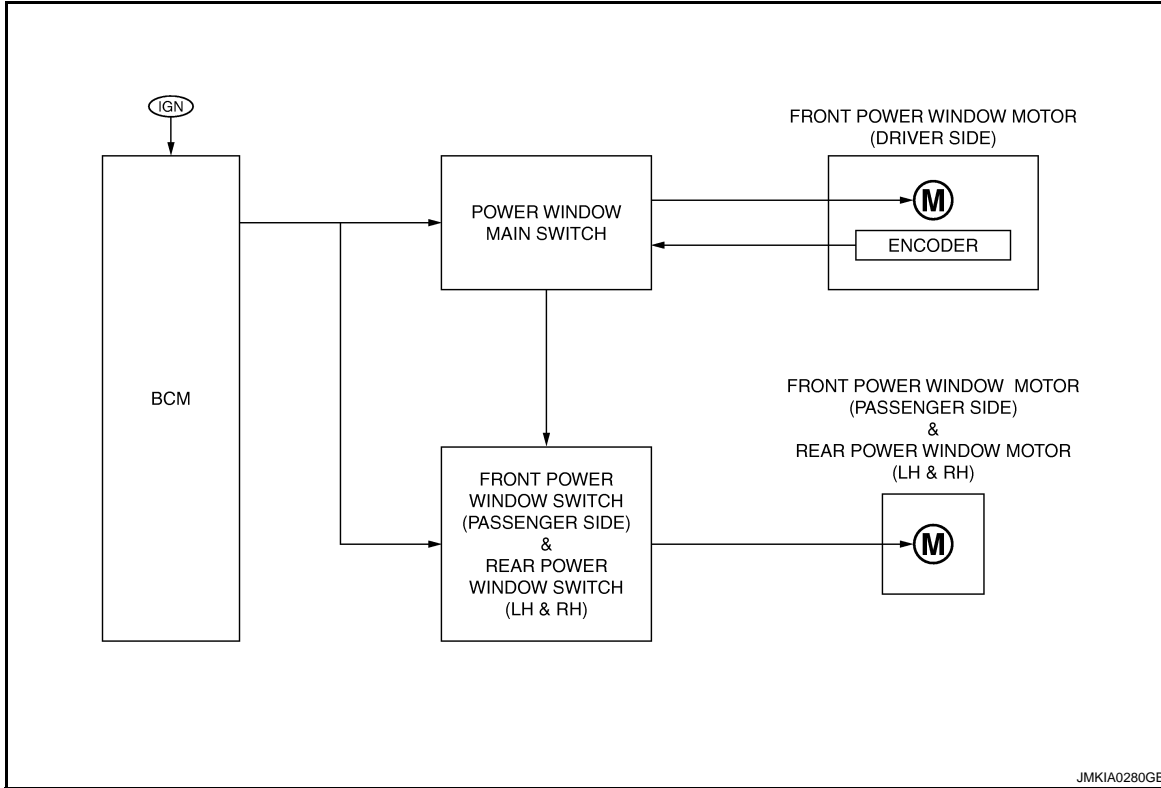 IGN
BCM
POWER WINDOW
MAIN SWITCH
FRONT POWER WINDOW MOTOR
(DRIVER SIDE)
M
ENCODER
FRONT POWER
WINDOW SWITCH
(PASSENGER SIDE)
&
REAR POWER
WINDOW SWITCH
(LH & RH)
FRONT POWER WINDOW MOTOR
(PASSENGER SIDE)
&
REAR POWER WINDOW MOTOR
(LH & RH)
M
JMKIA0280GB